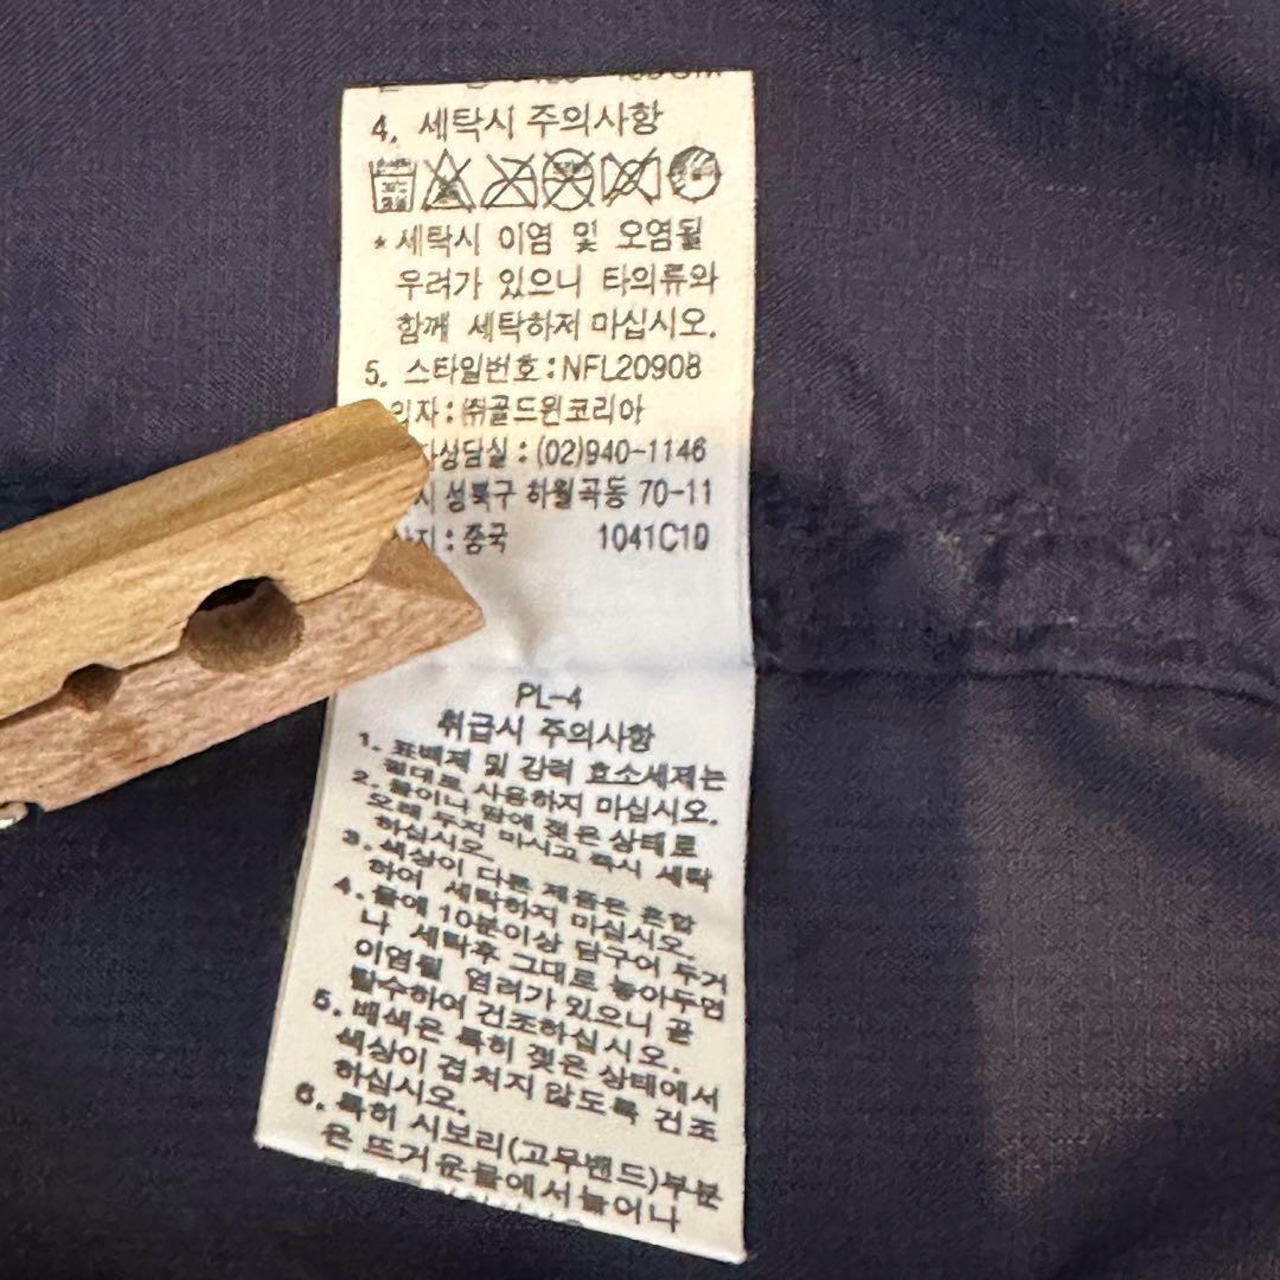 4. 세탁시 주의사항
* 세탁시 이염 및 오염될
우려가 있으니 타의류와
함께 세탁하지 마십시오.
5. 스타일번호:NFL20908
입자:㈜골드윈코리아
자상담실:(02)940-1146
시 성북구 하월곡동 70-11
산지:중국 1041C10
PL-4
취급시 주의사항
1. 표백제 및 강력 효소세제는
절대로 사용하지 마십시오.
2. 물이나 땀에 젖은 상태로
오래 두지 마시고 즉시 세탁
하십시오.
3. 색상이 다른 제품은 혼합
하여 세탁하지 마십시오.
4. 물에 10분이상 담구어 두거
나 세탁후 그대로 놓아두면
이염될 염려가 있으니 곧
탈수하여 건조하십시오.
5. 배색은 특히 젖은 상태에서
색상이 겹치지 않도록 건조
하십시오.
6. 특히 시보리(고무밴드)부분
은 뜨거운물에서 늘어나